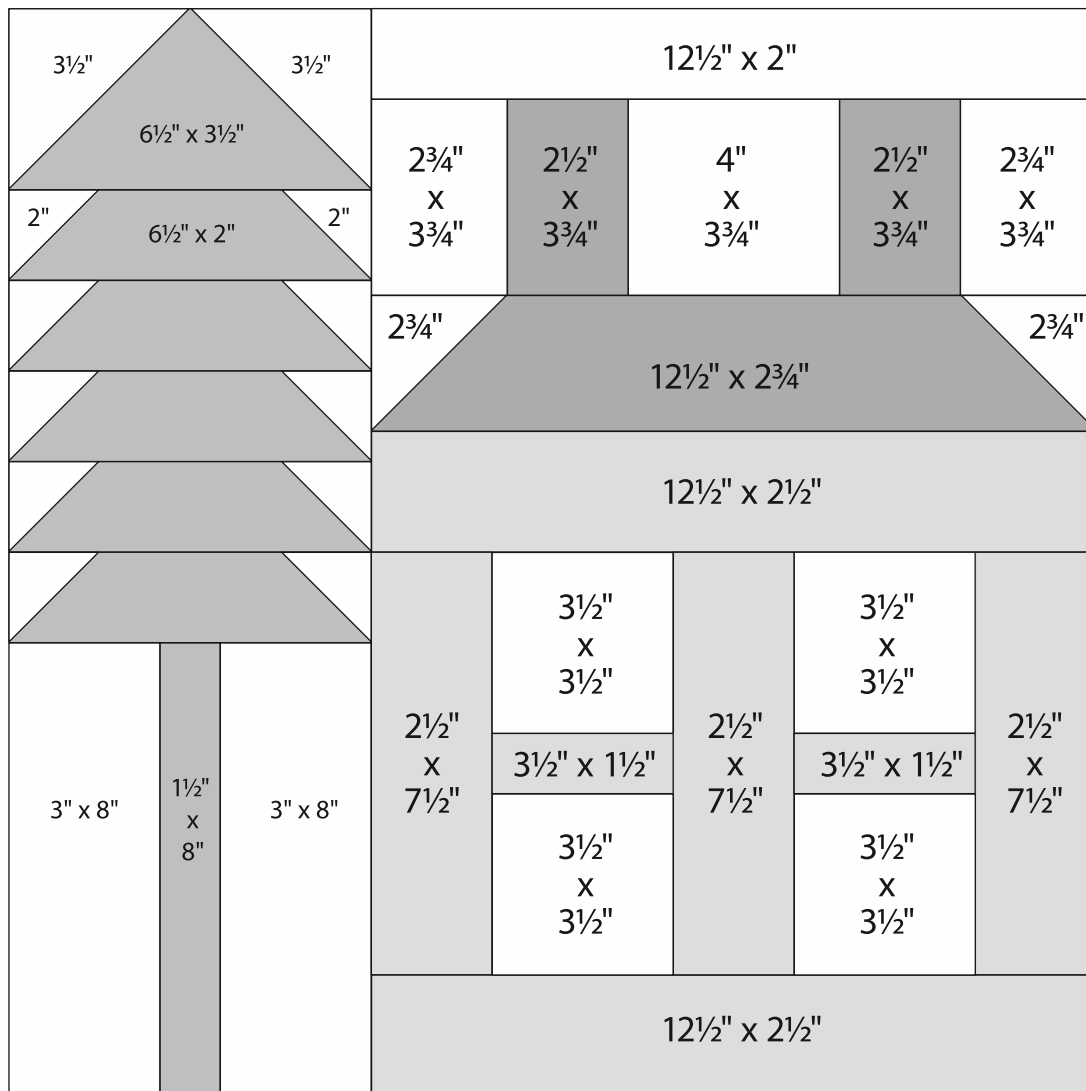 3½"
3½"
6½" x 3½"
2"
6½" x 2"
2"
3" x 8"
1½"
x
8"
3" x 8"
12½" x 2"
2¾"
x
3¾"
2½"
x
3¾"
4"
x
3¾"
2½"
x
3¾"
2¾"
x
3¾"
2¾"
12½" x 2¾"
2¾"
12½" x 2½"
2½"
x
7½"
3½"
x
3½"
3½" x 1½"
3½"
x
3½"
2½"
x
7½"
3½"
x
3½"
3½" x 1½"
3½"
x
3½"
2½"
x
7½"
12½" x 2½"